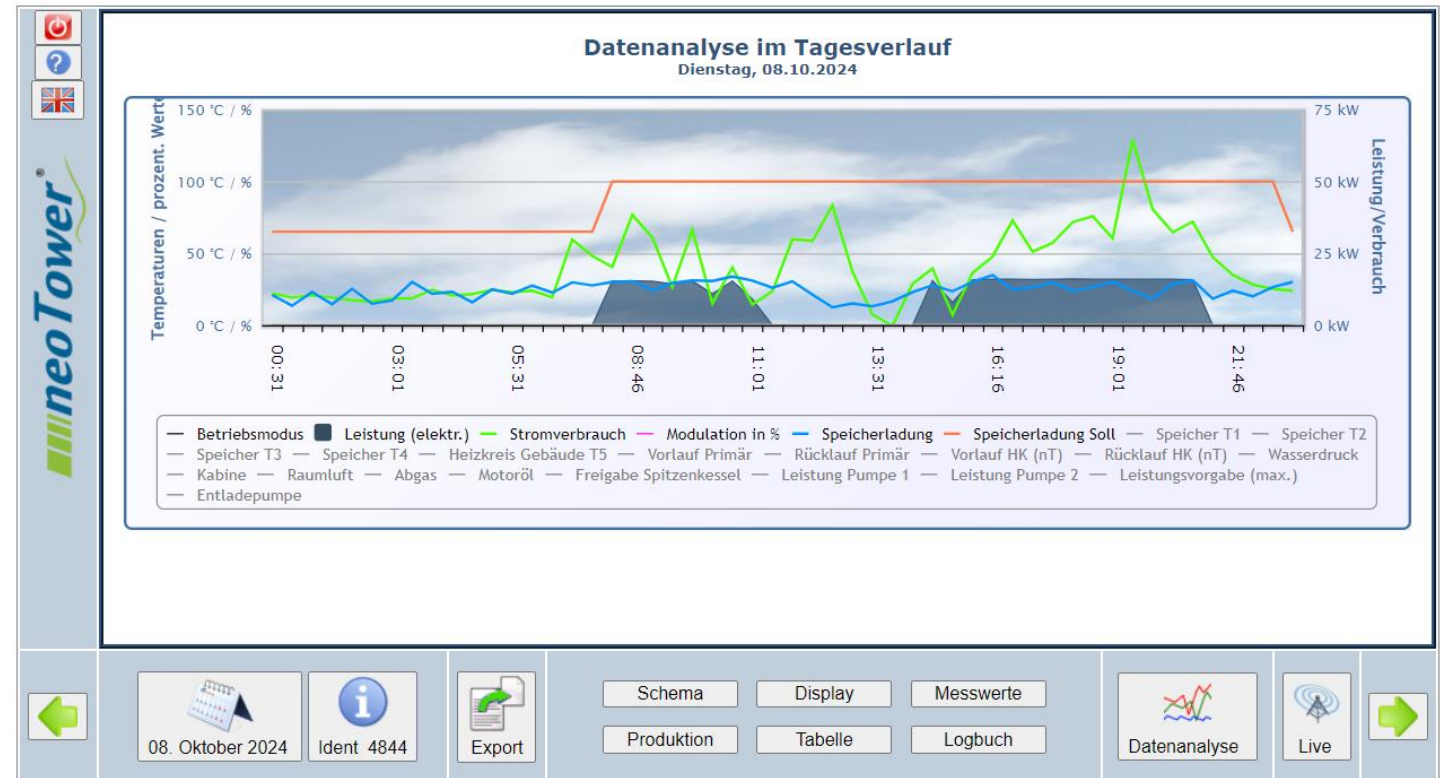 Datenanalyse im Tagesverlauf
Dienstag, 08.10.2024
neoTower®
Temperaturen / prozent. Werte
150 °C / %
100 °C / %
50 °C / %
0 °C / %
75 kW
50 kW
25 kW
0 kW
Leistung/Verbrauch
00:31
03:01
05:31
08:46
11:01
13:31
16:16
19:01
21:46
Betriebsmodus Leistung (elektr.) Stromverbrauch Modulation in % Speicherladung Speicherladung Soll Speicher T1 Speicher T2
Speicher T3 Speicher T4 Heizkreis Gebäude T5 Vorlauf Primär Rücklauf Primär Vorlauf HK (nT) Rücklauf HK (nT) Wasserdruck
Kabine Raumluft Abgas Motoröl Freigabe Spitzenkessel Leistung Pumpe 1 Leistung Pumpe 2 Leistungsvorgabe (max.)
Entladepumpe
08. Oktober 2024
Ident 4844
Export
Schema Display Messwerte
Produktion Tabelle Logbuch
Datenanalyse
Live